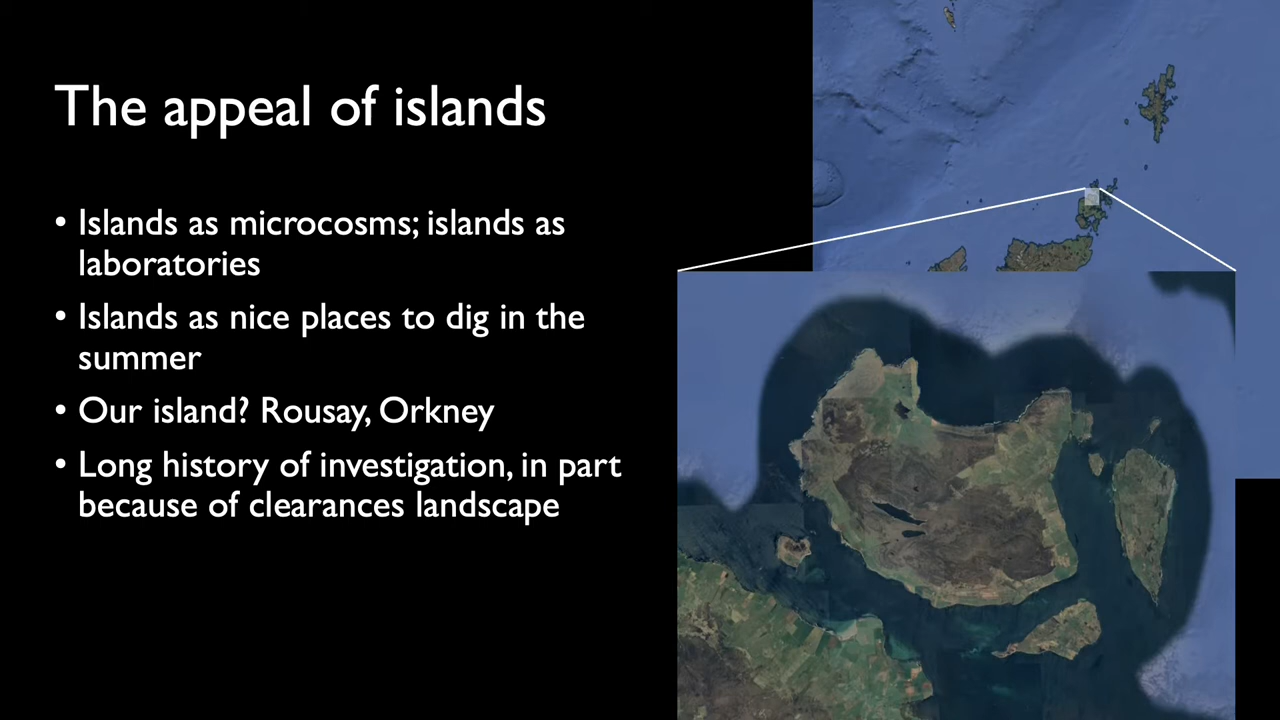 The appeal of islands
• Islands as microcosms; islands as
laboratories
• Islands as nice places to dig in the
summer
• Our island? Rousay, Orkney
• Long history of investigation, in part
because of clearances landscape